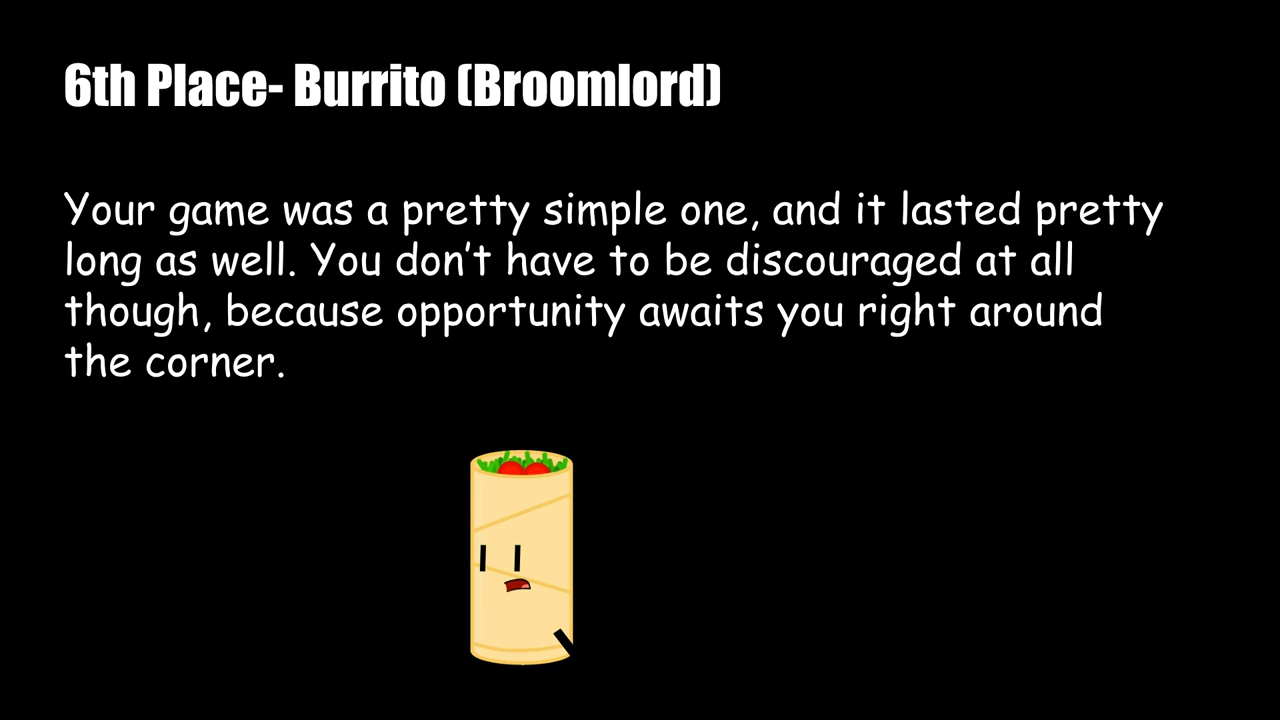 6th Place- Burrito (Broomlord)
Your game was a pretty simple one, and it lasted pretty
long as well. You don’t have to be discouraged at all
though, because opportunity awaits you right around
the corner.